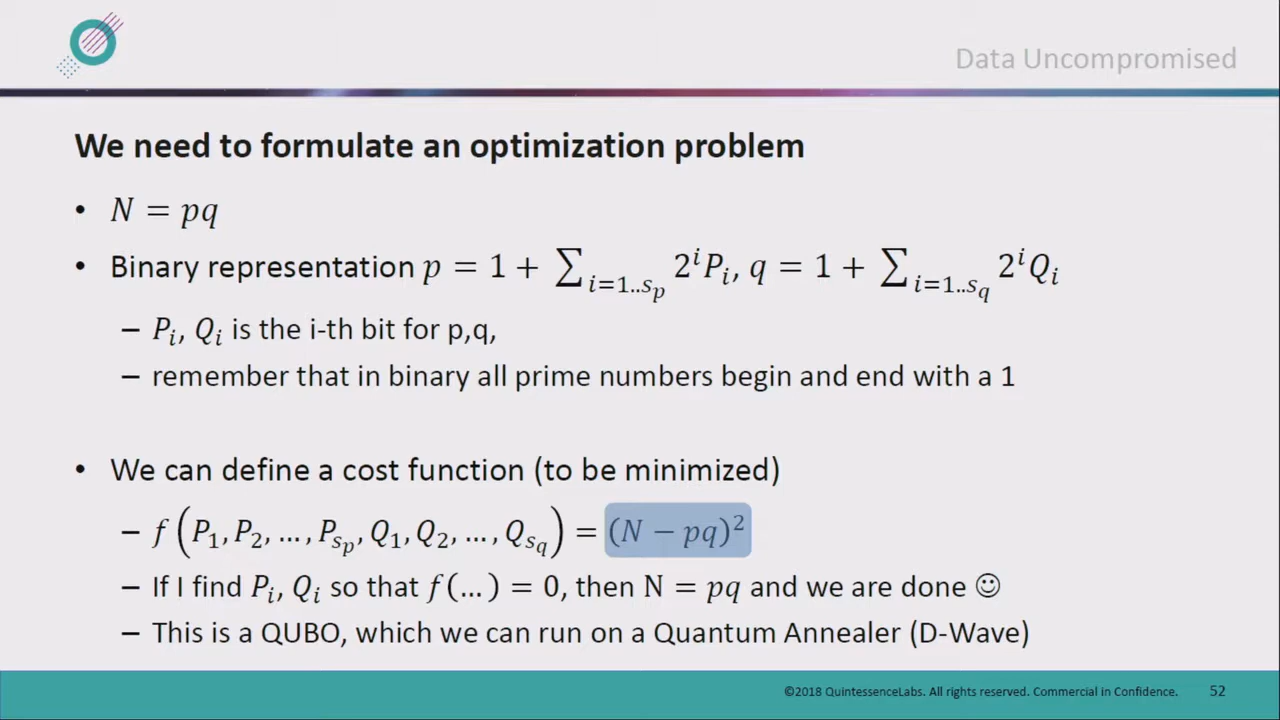 Data Uncompromised
We need to formulate an optimization problem
• N = pq
• Binary representation p = 1 + ∑_{i=1..s_p} 2^i P_i, q = 1 + ∑_{i=1..s_q} 2^i Q_i
– P_i, Q_i is the i-th bit for p,q,
– remember that in binary all prime numbers begin and end with a 1
• We can define a cost function (to be minimized)
– f(P_1, P_2, …, P_{s_p}, Q_1, Q_2, …, Q_{s_q}) = (N − pq)^2
– If I find P_i, Q_i so that f(…) = 0, then N = pq and we are done ☺
– This is a QUBO, which we can run on a Quantum Annealer (D-Wave)
©2018 QuintessenceLabs. All rights reserved. Commercial in Confidence. 52